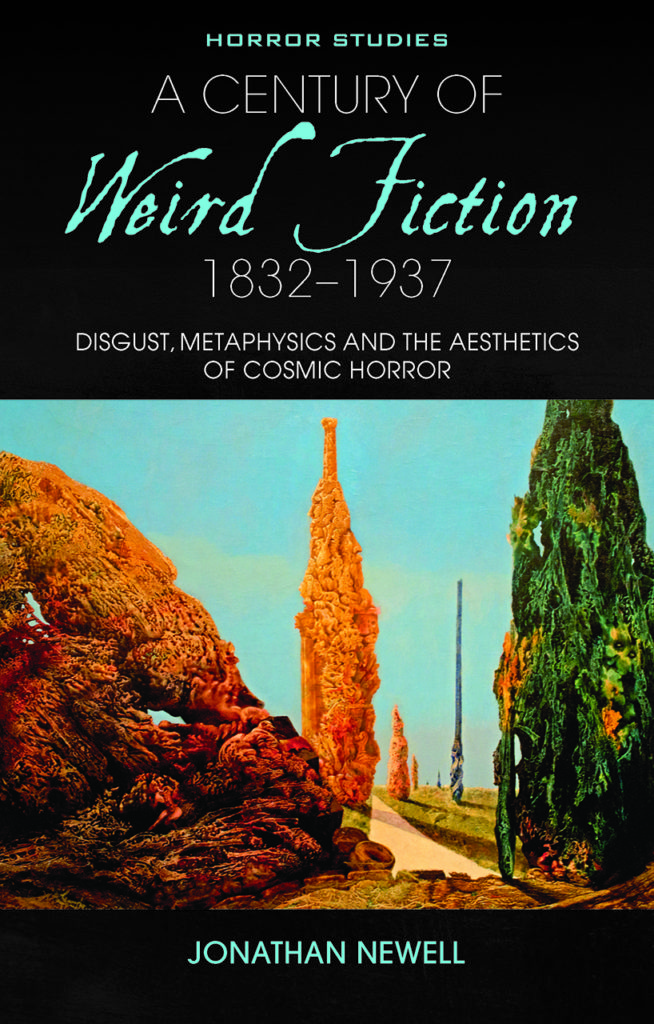 HORROR STUDIES
A CENTURY OF
Weird Fiction
1832–1937
DISGUST, METAPHYSICS AND THE AESTHETICS
OF COSMIC HORROR
JONATHAN NEWELL